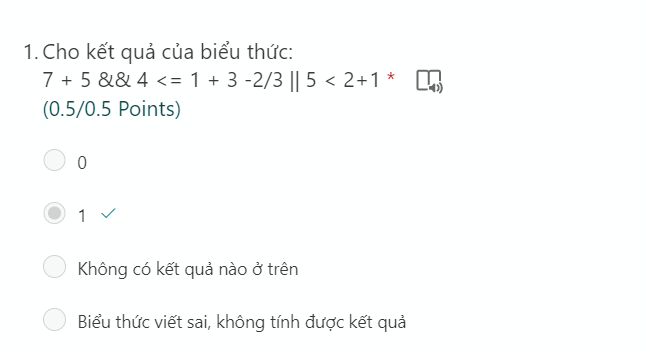 1. Cho kết quả của biểu thức:
7 + 5 && 4 <= 1 + 3 -2/3 || 5 < 2+1 *
(0.5/0.5 Points)
0
1
Không có kết quả nào ở trên
Biểu thức viết sai, không tính được kết quả